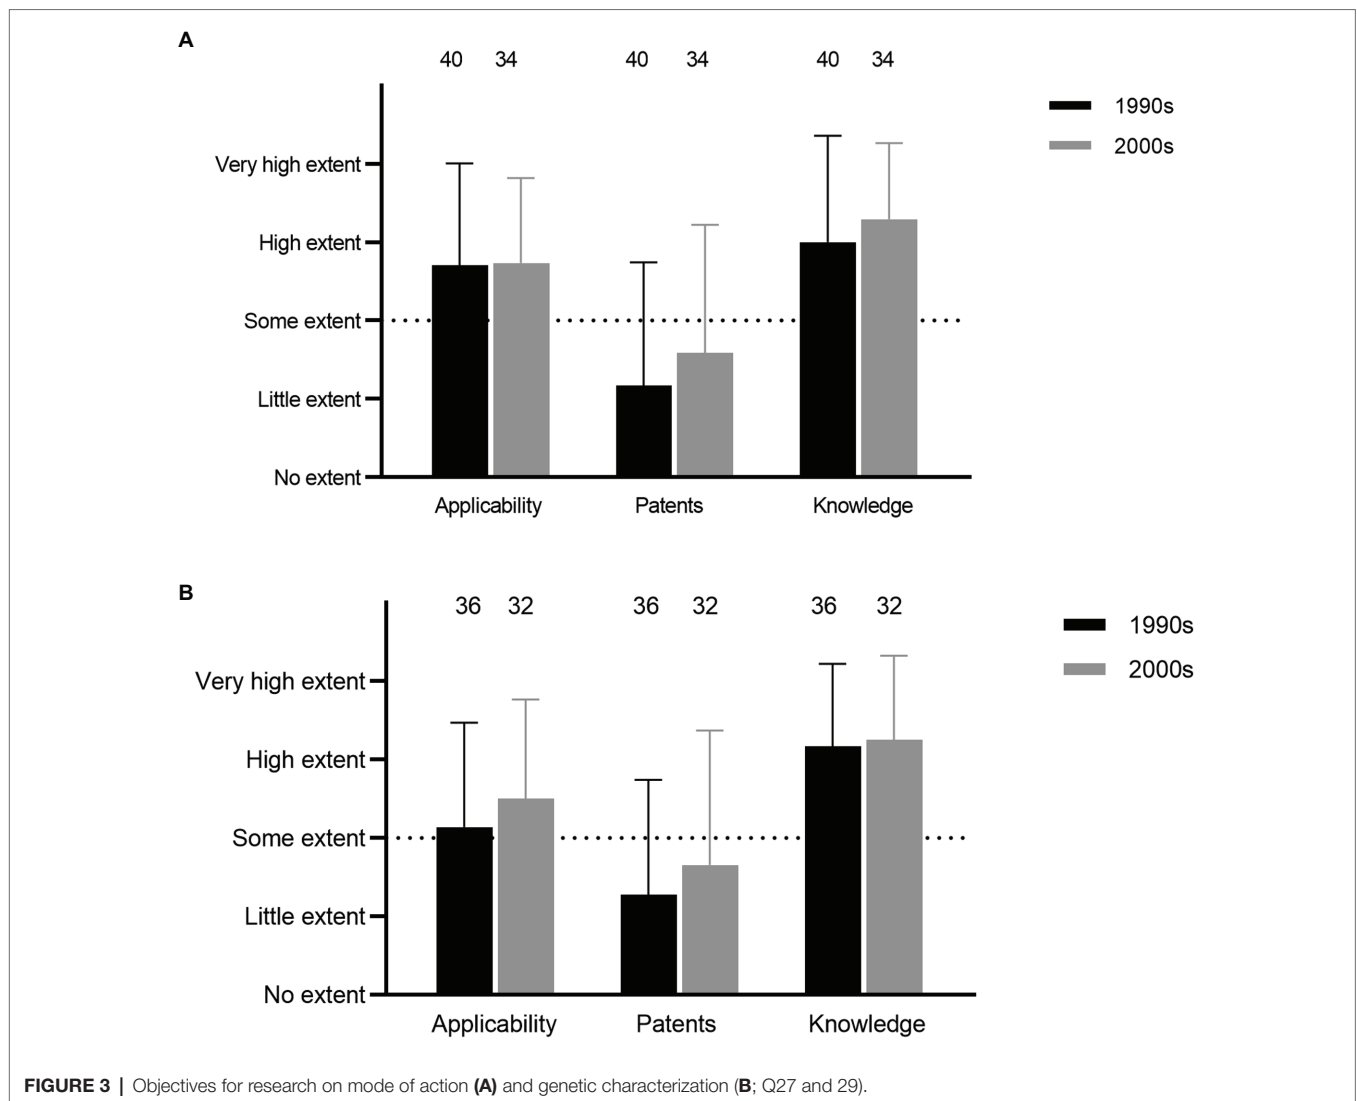 A
40 34 40 34 40 34
1990s
2000s
Very high extent
High extent
Some extent
Little extent
No extent
Applicability Patents Knowledge
B
36 32 36 32 36 32
1990s
2000s
Very high extent
High extent
Some extent
Little extent
No extent
Applicability Patents Knowledge
FIGURE 3 | Objectives for research on mode of action (A) and genetic characterization (B; Q27 and 29).